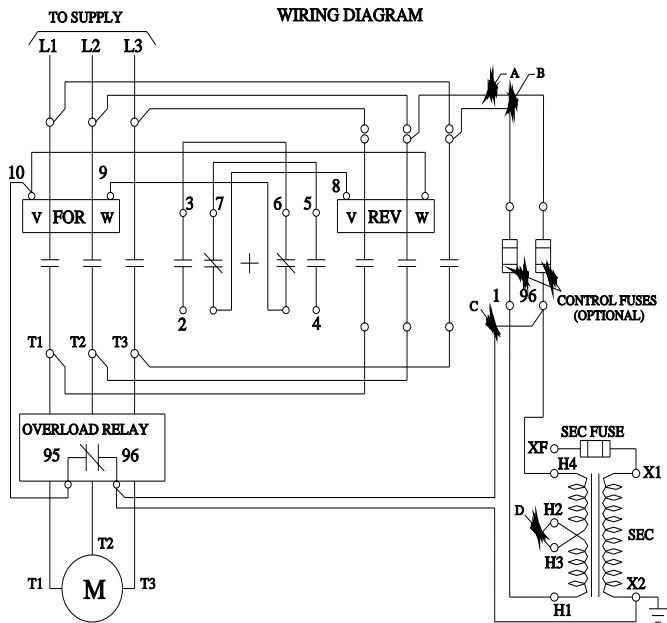 WIRING DIAGRAM
TO SUPPLY
L1 L2 L3
A B
10 9 8
V FOR W
3 7 6 5
V REV W
2 4
1 96
CONTROL FUSES
(OPTIONAL)
C
T1 T2 T3
OVERLOAD RELAY
95 96
SEC FUSE
XF
H4 X1
H2
D
SEC
H3
T2
T1 M T3
X2
H1